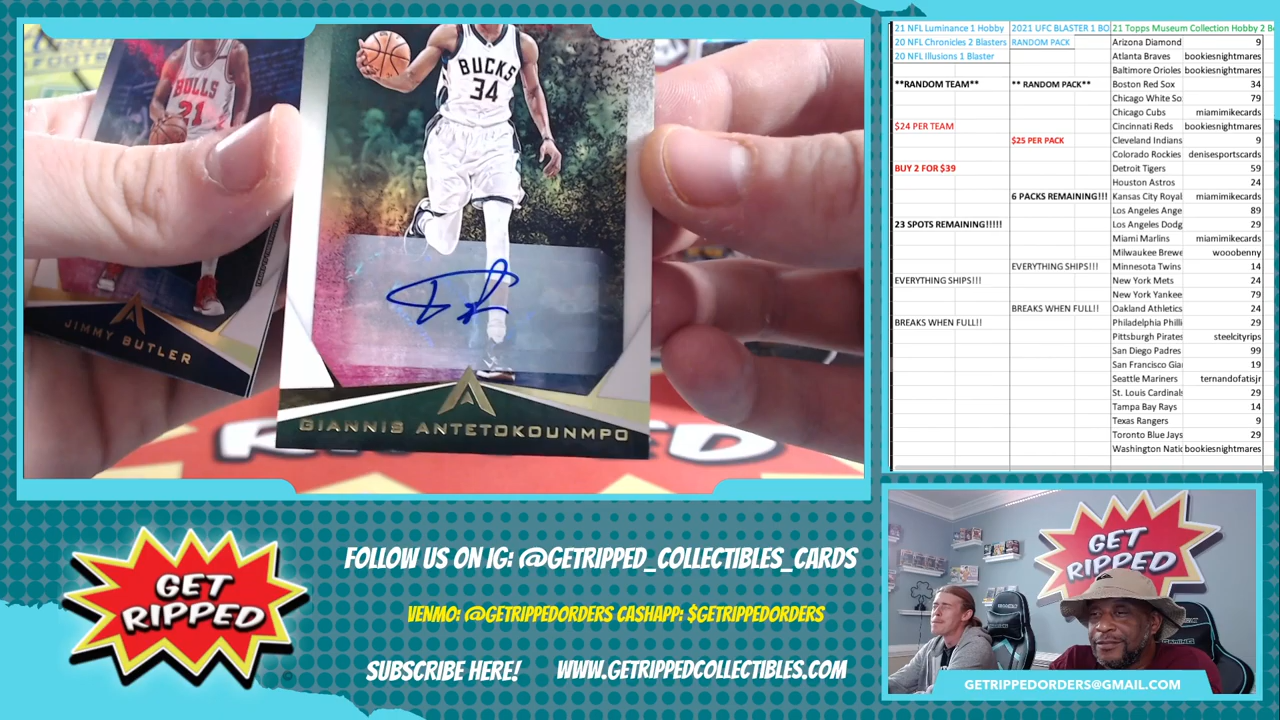 BULLS
21
JIMMY BUTLER
BUCKS
34
GIANNIS ANTETOKOUNMPO
21 NFL Luminance 1 Hobby
20 NFL Chronicles 2 Blasters
20 NFL Illusions 1 Blaster
**RANDOM TEAM**
$24 PER TEAM
BUY 2 FOR $39
23 SPOTS REMAINING!!!!!
EVERYTHING SHIPS!!!
BREAKS WHEN FULL!!
2021 UFC BLASTER 1 BO
RANDOM PACK
** RANDOM PACK**
$25 PER PACK
6 PACKS REMAINING!!!
EVERYTHING SHIPS!!!
BREAKS WHEN FULL!!
21 Topps Museum Collection Hobby 2 B
Arizona Diamond 9
Atlanta Braves bookiesnightmares
Baltimore Orioles bookiesnightmares
Boston Red Sox 34
Chicago White So 79
Chicago Cubs miamimikecards
Cincinnati Reds bookiesnightmares
Cleveland Indians 9
Colorado Rockies denisesportscards
Detroit Tigers 59
Houston Astros 24
Kansas City Royal miamimikecards
Los Angeles Ange 89
Los Angeles Dodg 29
Miami Marlins miamimikecards
Milwaukee Brewe wooobenny
Minnesota Twins 14
New York Mets 24
New York Yankee 79
Oakland Athletics 24
Philadelphia Philli 29
Pittsburgh Pirates steelcityrips
San Diego Padres 99
San Francisco Gia 19
Seattle Mariners ternandofatisjr
St. Louis Cardinals 29
Tampa Bay Rays 14
Texas Rangers 9
Toronto Blue Jays 29
Washington Natic bookiesnightmares
GET
RIPPED
FOLLOW US ON IG: @GETRIPPED_COLLECTIBLES_CARDS
VENMO: @GETRIPPEDORDERS CASHAPP: $GETRIPPEDORDERS
SUBSCRIBE HERE! WWW.GETRIPPEDCOLLECTIBLES.COM
GET
RIPPED
GETRIPPEDORDERS@GMAIL.COM